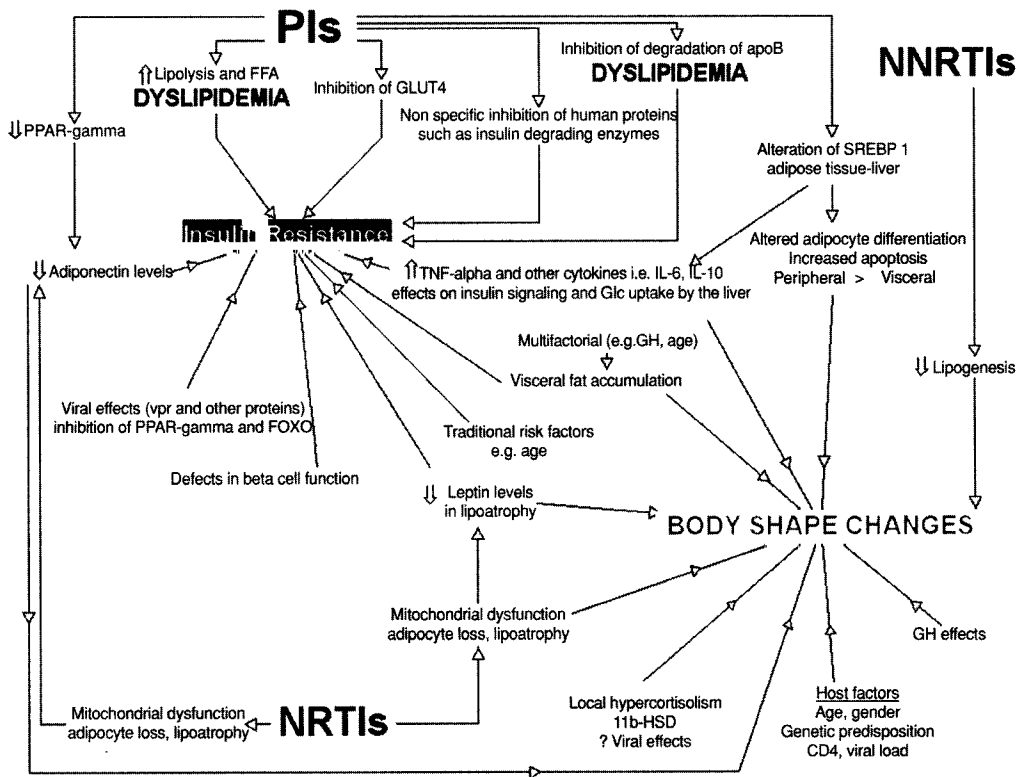 PIs
NNRTIs
⇑ Lipolysis and FFA
DYSLIPIDEMIA
Inhibition of GLUT4
Inhibition of degradation of apoB
DYSLIPIDEMIA
⇓ PPAR-gamma
Non specific inhibition of human proteins
such as insulin degrading enzymes
Alteration of SREBP 1
adipose tissue-liver
Insulin Resistance
Altered adipocyte differentiation
Increased apoptosis
Peripheral > Visceral
⇓ Adiponectin levels
⇑ TNF-alpha and other cytokines i.e. IL-6, IL-10
effects on insulin signaling and Glc uptake by the liver
Multifactorial (e.g.GH, age)
Visceral fat accumulation
⇓ Lipogenesis
Viral effects (vpr and other proteins)
inhibition of PPAR-gamma and FOXO
Traditional risk factors
e.g. age
Defects in beta cell function
⇓ Leptin levels
in lipoatrophy
BODY SHAPE CHANGES
Mitochondrial dysfunction
adipocyte loss, lipoatrophy
GH effects
Mitochondrial dysfunction
adipocyte loss, lipoatrophy
NRTIs
Local hypercortisolism
11b-HSD
? Viral effects
Host factors
Age, gender
Genetic predisposition
CD4, viral load